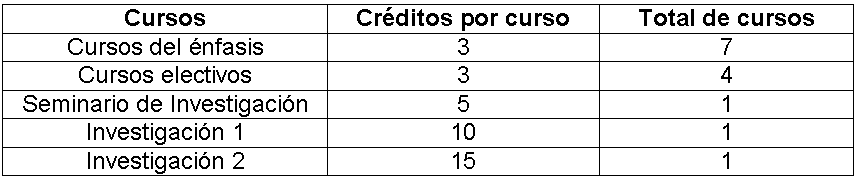 Cursos Créditos por curso Total de cursos
Cursos del énfasis 3 7
Cursos electivos 3 4
Seminario de Investigación 5 1
Investigación 1 10 1
Investigación 2 15 1